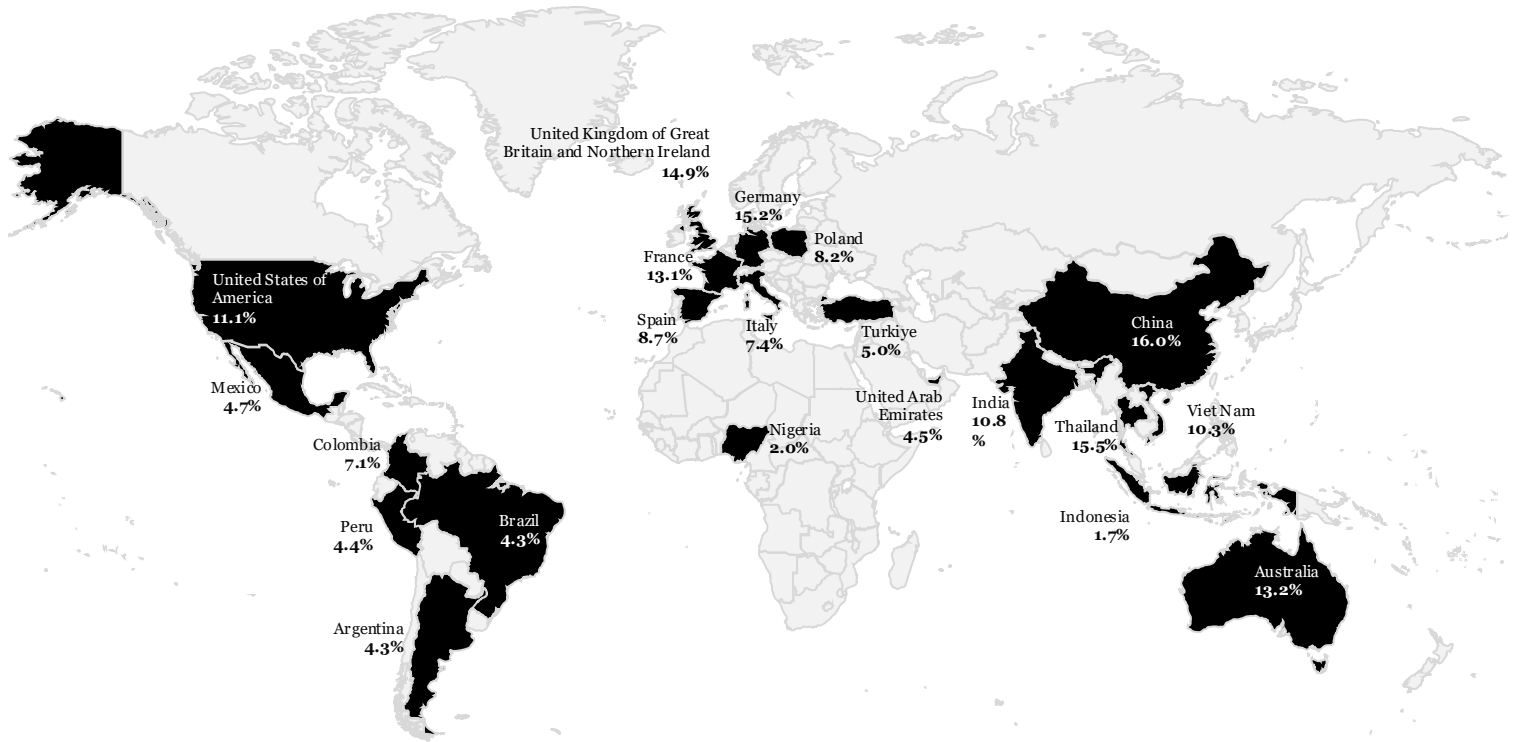 United Kingdom of Great
Britain and Northern Ireland
14.9%
Germany
15.2%
Poland
8.2%
France
13.1%
United States of
America
11.1%
Spain
8.7%
Italy
7.4%
Turkiye
5.0%
China
16.0%
Mexico
4.7%
United Arab
Emirates
4.5%
India
10.8
%
Thailand
15.5%
Viet Nam
10.3%
Colombia
7.1%
Nigeria
2.0%
Peru
4.4%
Brazil
4.3%
Indonesia
1.7%
Australia
13.2%
Argentina
4.3%